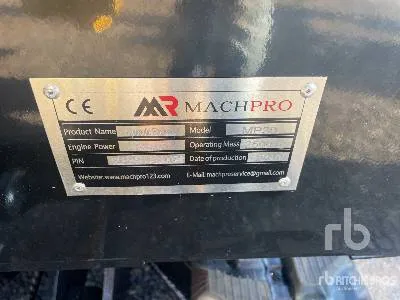 CE MR MACHPRO
Product Name Model
Engine Power Operating Mass
PIN Date of production
Website:www.machpro123.com E-Mail: machproservice@gmail.com
rb
RITCHIE BROS